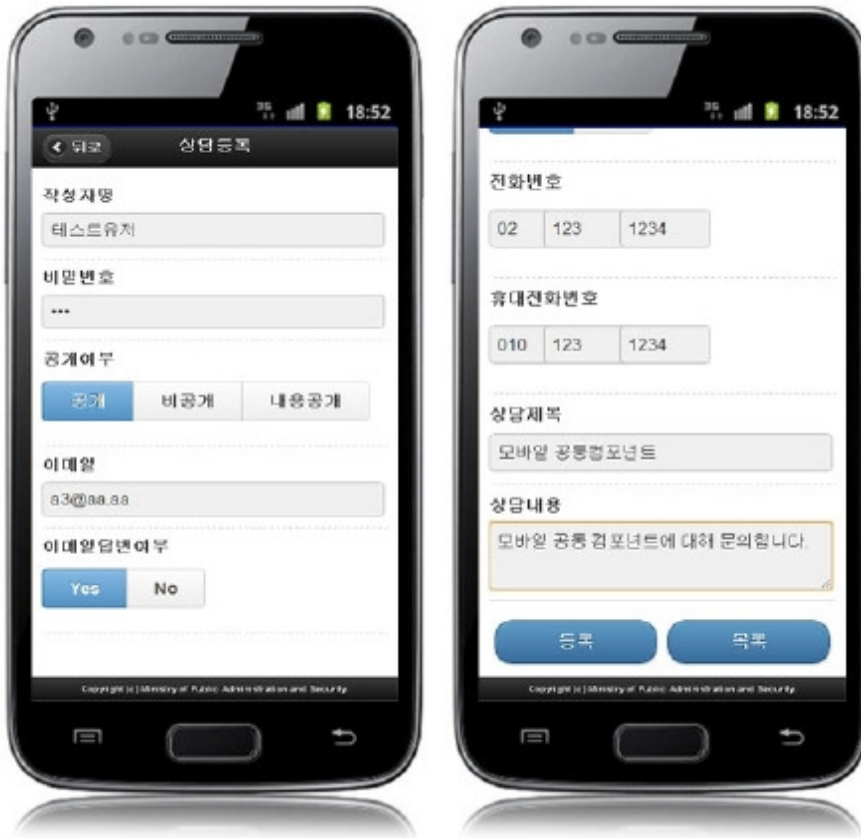 3G
18:52
뒤로
상담등록
작성자명
테스트유저
비밀번호
---
공개여부
공개 비공개 내용공개
이메일
a3@aa.aa
이메일답변여부
Yes No
Copyright (c) Ministry of Public Administration and Security.
3G
18:52
전화번호
02 123 1234
휴대전화번호
010 123 1234
상담제목
모바일 공통컴포넌트
상담내용
모바일 공통 컴포넌트에 대해 문의합니다.
등록 목록
Copyright (c) Ministry of Public Administration and Security.